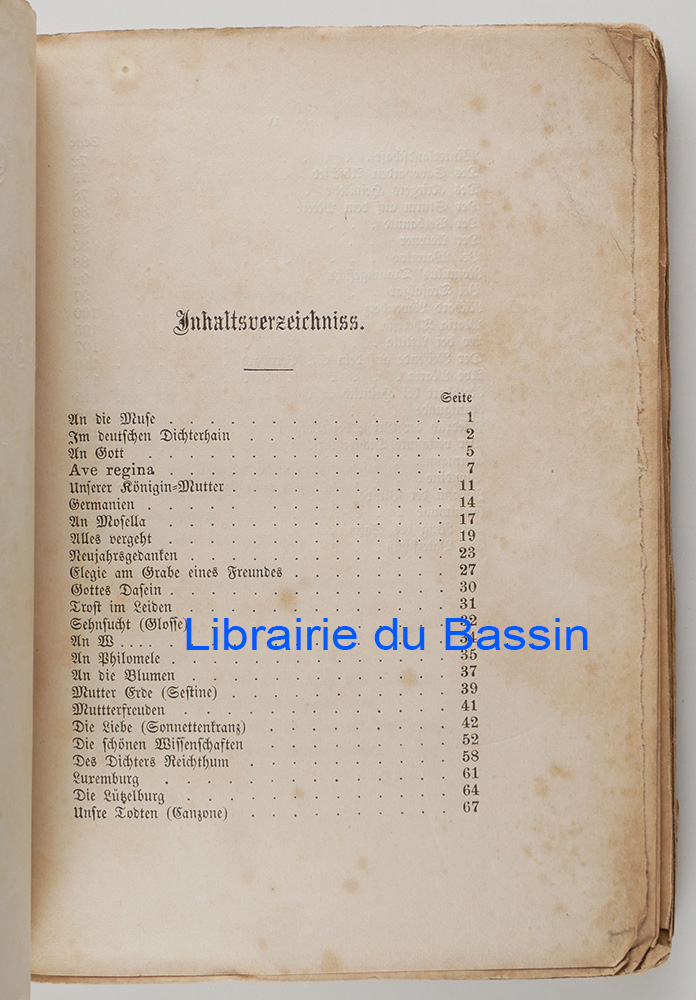 Inhaltsverzeichniss.
Seite
An die Muse . . . . . . . . . . . . . 1
Im deutschen Dichterhain . . . . . . . . . . 2
An Gott . . . . . . . . . . . . . . 5
Ave regina . . . . . . . . . . . . . 7
Unserer Königin-Mutter . . . . . . . . . . 11
Germanien . . . . . . . . . . . . . 14
An Mosella . . . . . . . . . . . . . 17
Alles vergeht . . . . . . . . . . . . . 19
Neujahrsgedanken . . . . . . . . . . . . 23
Elegie am Grabe eines Freundes . . . . . . . 27
Gottes Dasein . . . . . . . . . . . . . 30
Trost im Leiden . . . . . . . . . . . . 31
Sehnsucht (Glosse) 32
Librairie du Bassin
An W . . . . 34
An Philomele . . . . . . . . . . . . . 35
An die Blumen . . . . . . . . . . . . 37
Mutter Erde (Sestine) . . . . . . . . . . 39
Muttterfreuden . . . . . . . . . . . . 41
Die Liebe (Sonnettenkranz) . . . . . . . . . 42
Die schönen Wissenschaften . . . . . . . . . 52
Des Dichters Reichthum . . . . . . . . . . 58
Luxemburg . . . . . . . . . . . . . 61
Die Lützelburg . . . . . . . . . . . . 64
Unsre Todten (Canzone) . . . . . . . . . . 67